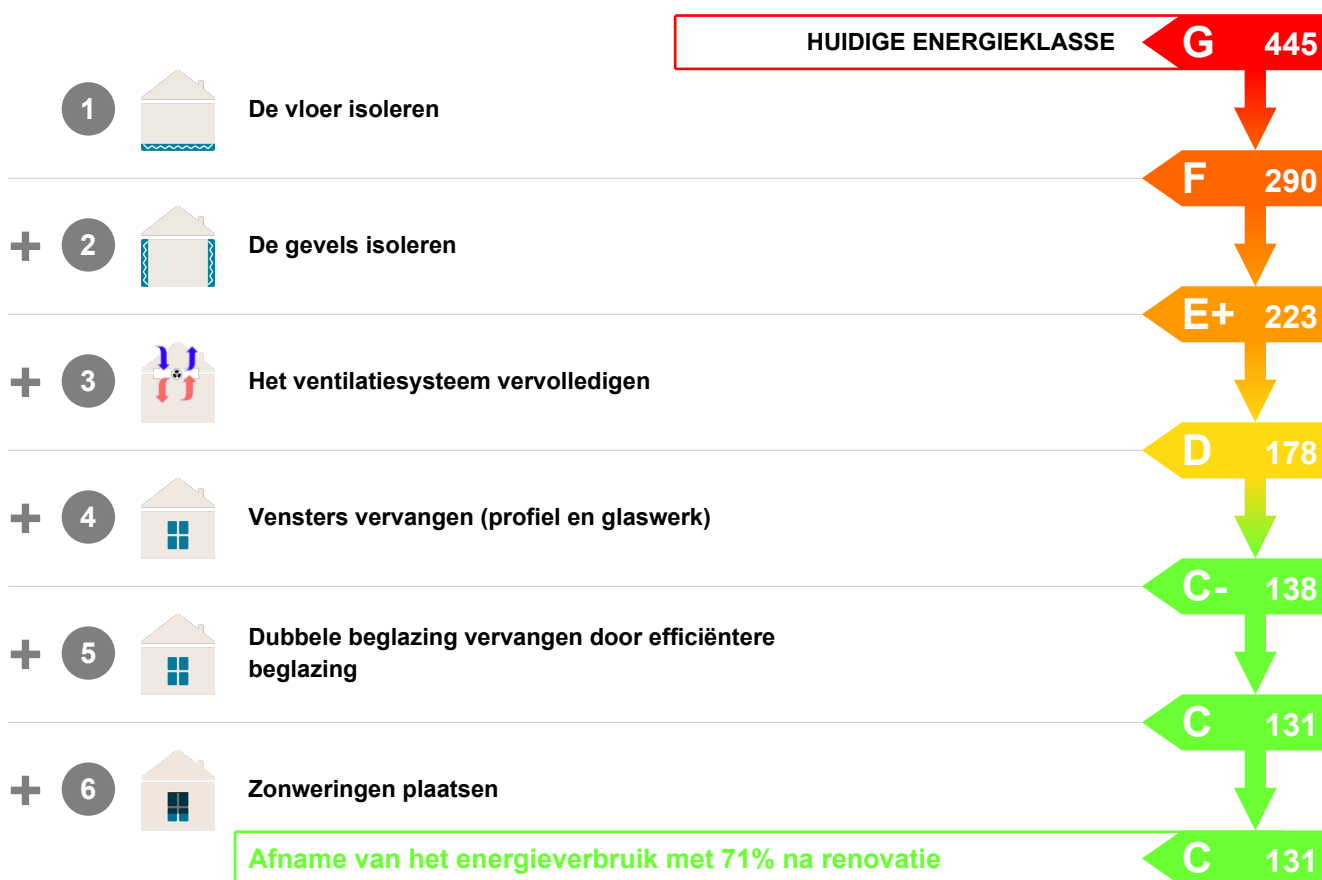 HUIDIGE ENERGIEKLASSE G 445
1 De vloer isoleren
F 290
+ 2 De gevels isoleren
E+ 223
+ 3 Het ventilatiesysteem vervolledigen
D 178
+ 4 Vensters vervangen (profiel en glaswerk)
C- 138
+ 5 Dubbele beglazing vervangen door efficiëntere
beglazing
C 131
+ 6 Zonweringen plaatsen
Afname van het energieverbruik met 71% na renovatie C 131